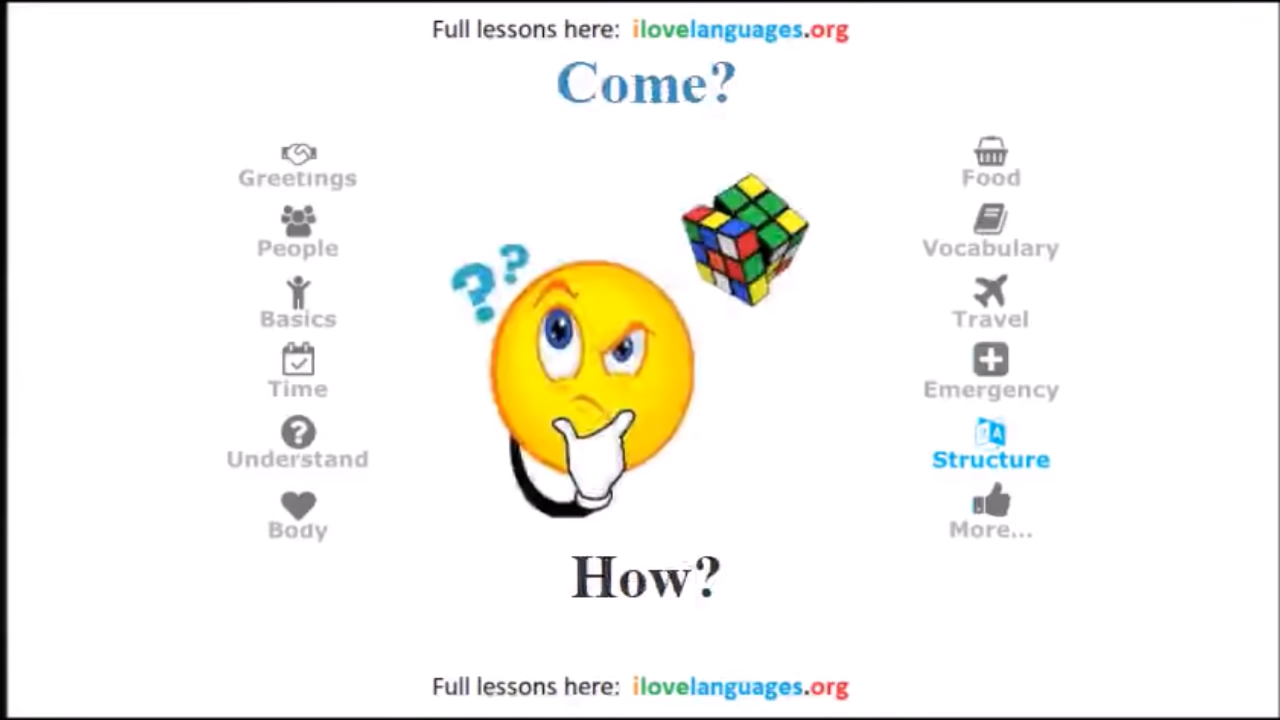 Full lessons here: ilovelanguages.org
Come?
Greetings
People
Basics
Time
Understand
Body
Food
Vocabulary
Travel
Emergency
Structure
More...
? ?
How?
Full lessons here: ilovelanguages.org